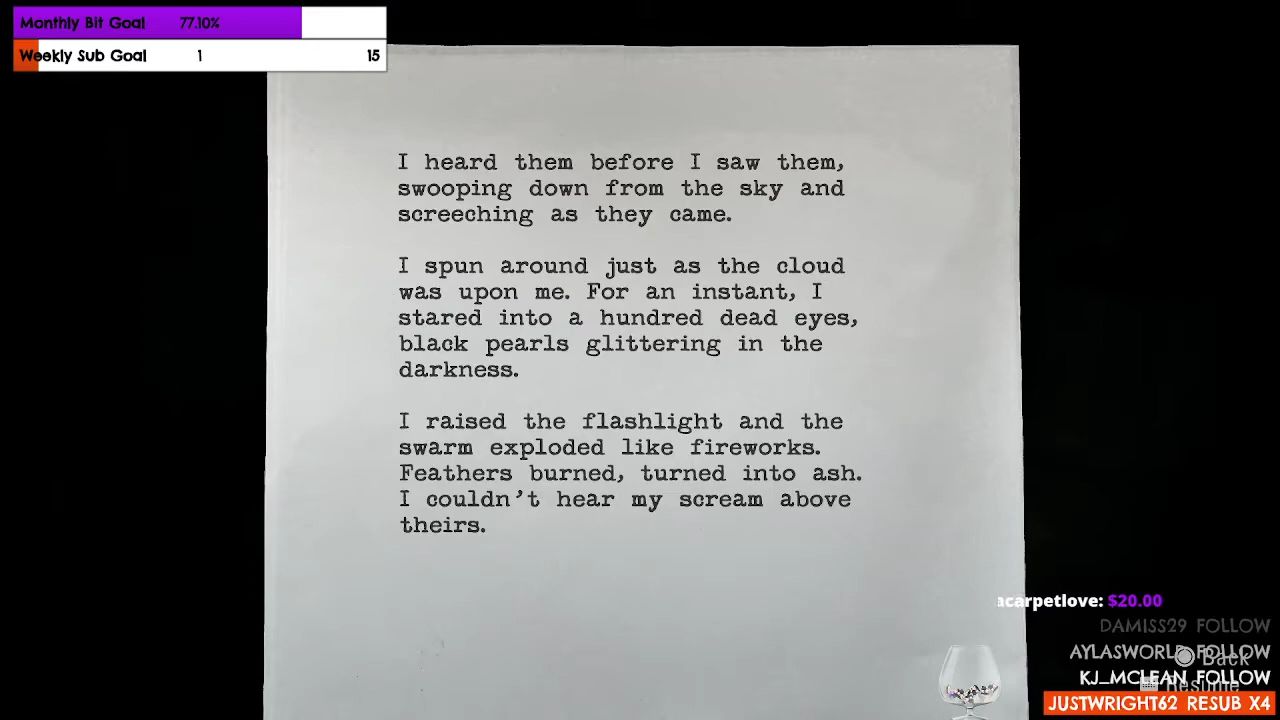 Monthly Bit Goal 77.10%
Weekly Sub Goal 1 15
I heard them before I saw them,
swooping down from the sky and
screeching as they came.
I spun around just as the cloud
was upon me. For an instant, I
stared into a hundred dead eyes,
black pearls glittering in the
darkness.
I raised the flashlight and the
swarm exploded like fireworks.
Feathers burned, turned into ash.
I couldn't hear my scream above
theirs.
acarpetlove: $20.00
DAMISS29 FOLLOW
AYLASWORLD FOLLOW
Back
KJ_MCLEAN FOLLOW
Resume
JUSTWRIGHT62 RESUB X4